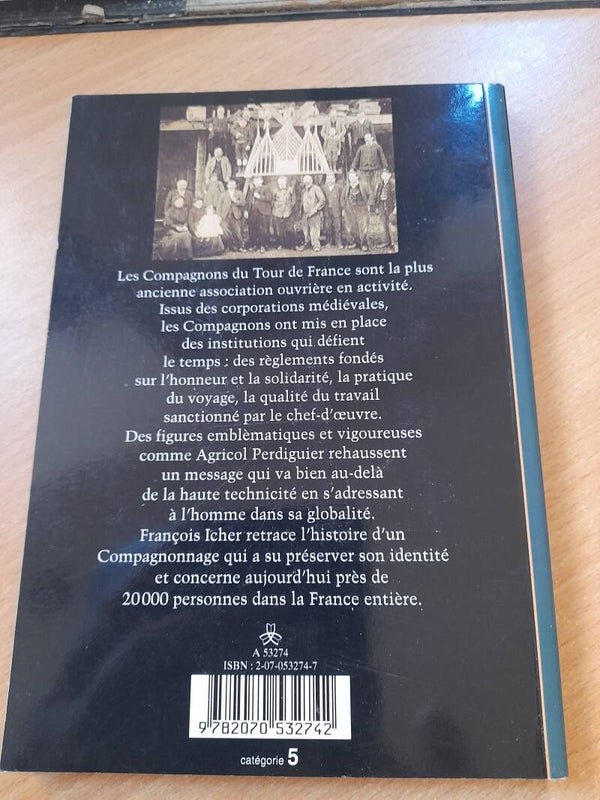 Les Compagnons du Tour de France sont la plus
ancienne association ouvrière en activité.
Issus des corporations médiévales,
les Compagnons ont mis en place
des institutions qui défient
le temps : des règlements fondés
sur l'honneur et la solidarité, la pratique
du voyage, la qualité du travail
sanctionné par le chef-d'œuvre.
Des figures emblèmatiques et vigoureuses
comme Agricol Perdiguier rehaussent
un message qui va bien au-delà
de la haute technicité en s'adressant
à l'homme dans sa globalité.
François Icher retrace l'histoire d'un
Compagnonnage qui a su préserver son identité
et concerne aujourd'hui près de
20 000 personnes dans la France entière.
A 53274
ISBN : 2-07-053274-7
9 782070 532742
catégorie 5